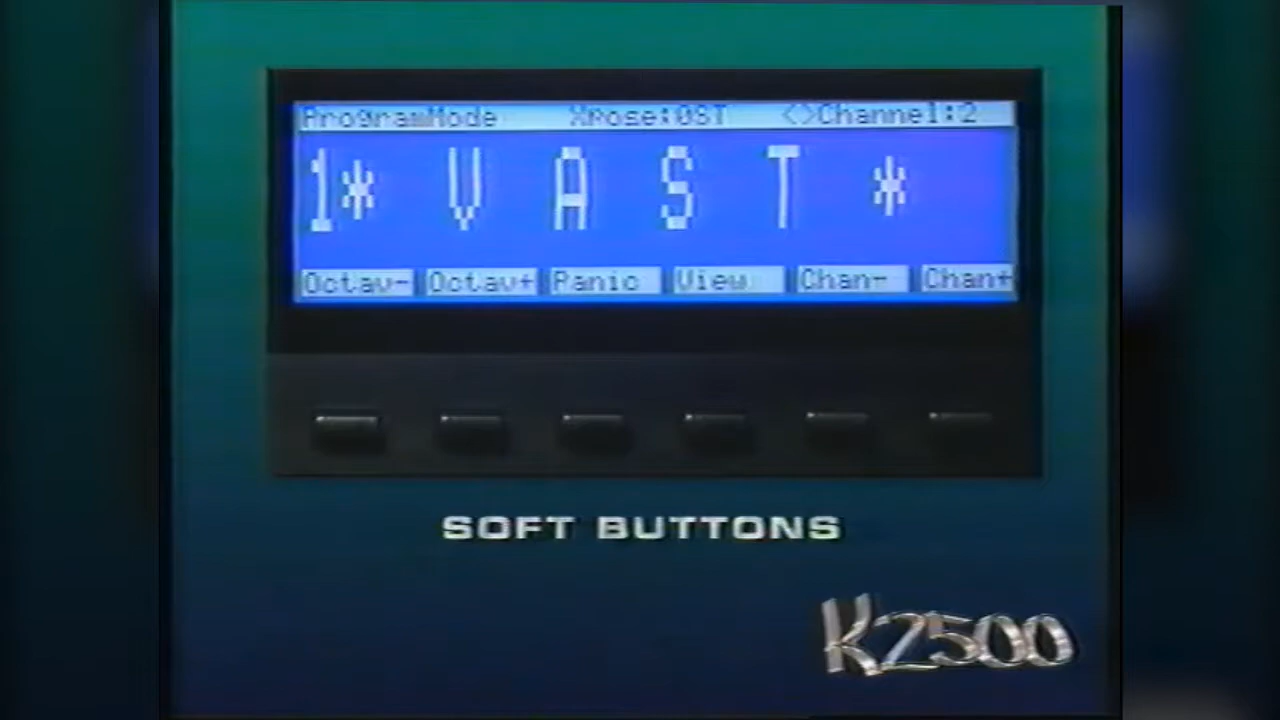 ProgramMode Xpose:0ST <>Channel:2
1* V A S T *
Octav- Octav+ Panic View Chan- Chan+
SOFT BUTTONS
K2500